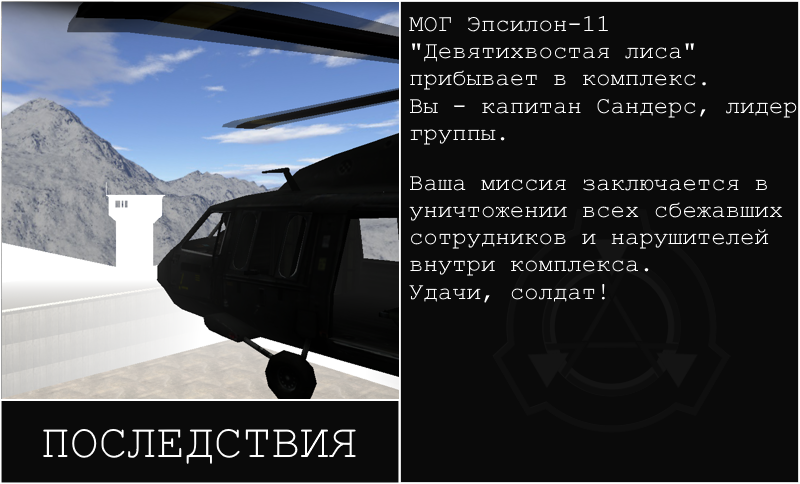 МОГ Эпсилон-11
"Девятихвостая лиса"
прибывает в комплекс.
Вы - капитан Сандерс, лидер
группы.
Ваша миссия заключается в
уничтожении всех сбежавших
сотрудников и нарушителей
внутри комплекса.
Удачи, солдат!
ПОСЛЕДСТВИЯ